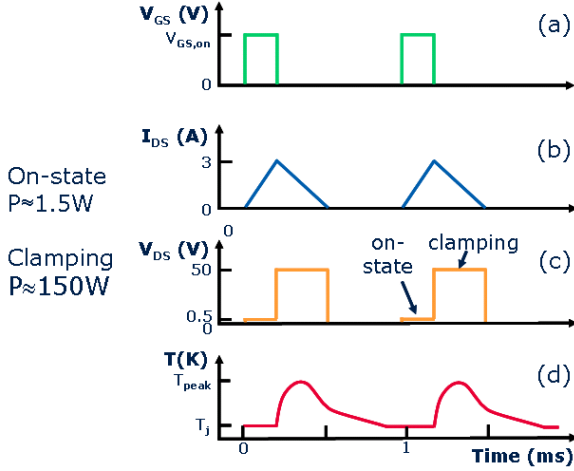 V_GS (V)
(a)
V_GS,on
0
I_DS (A)
(b)
3
On-state
P≈1.5W
0
0
V_DS (V)
Clamping
P≈150W
50
on-
state
clamping
(c)
0.5
0
T(K)
(d)
T_peak
T_j
0
1
Time (ms)